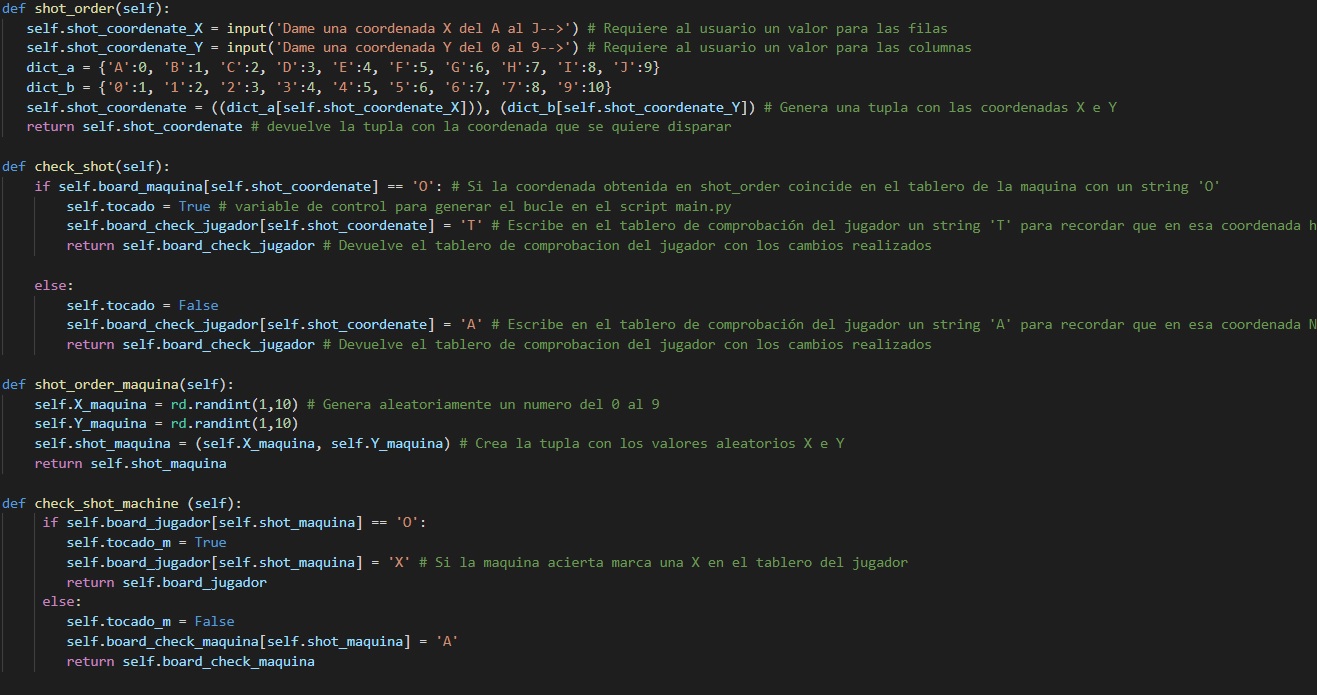 def shot_order(self):
self.shot_coordenate_X = input('Dame una coordenada X del A al J-->') # Requiere al usuario un valor para las filas
self.shot_coordenate_Y = input('Dame una coordenada Y del 0 al 9-->') # Requiere al usuario un valor para las columnas
dict_a = {'A':0, 'B':1, 'C':2, 'D':3, 'E':4, 'F':5, 'G':6, 'H':7, 'I':8, 'J':9}
dict_b = {'0':1, '1':2, '2':3, '3':4, '4':5, '5':6, '6':7, '7':8, '9':10}
self.shot_coordenate = ((dict_a[self.shot_coordenate_X])), (dict_b[self.shot_coordenate_Y]) # Genera una tupla con las coordenadas X e Y
return self.shot_coordenate # devuelve la tupla con la coordenada que se quiere disparar
def check_shot(self):
if self.board_maquina[self.shot_coordenate] == 'O': # Si la coordenada obtenida en shot_order coincide en el tablero de la maquina con un string 'O'
self.tocado = True # variable de control para generar el bucle en el script main.py
self.board_check_jugador[self.shot_coordenate] = 'T' # Escribe en el tablero de comprobación del jugador un string 'T' para recordar que en esa coordenada h
return self.board_check_jugador # Devuelve el tablero de comprobacion del jugador con los cambios realizados
else:
self.tocado = False
self.board_check_jugador[self.shot_coordenate] = 'A' # Escribe en el tablero de comprobación del jugador un string 'A' para recordar que en esa coordenada N
return self.board_check_jugador # Devuelve el tablero de comprobacion del jugador con los cambios realizados
def shot_order_maquina(self):
self.X_maquina = rd.randint(1,10) # Genera aleatoriamente un numero del 0 al 9
self.Y_maquina = rd.randint(1,10)
self.shot_maquina = (self.X_maquina, self.Y_maquina) # Crea la tupla con los valores aleatorios X e Y
return self.shot_maquina
def check_shot_machine (self):
if self.board_jugador[self.shot_maquina] == 'O':
self.tocado_m = True
self.board_jugador[self.shot_maquina] = 'X' # Si la maquina acierta marca una X en el tablero del jugador
return self.board_jugador
else:
self.tocado_m = False
self.board_check_maquina[self.shot_maquina] = 'A'
return self.board_check_maquina